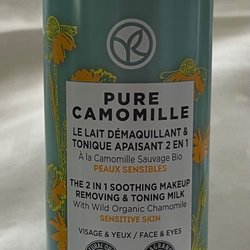 PURE
CAMOMILLE
LE LAIT DÉMAQUILLANT &
TONIQUE APAISANT 2 EN 1
À la Camomille Sauvage Bio
PEAUX SENSIBLES
THE 2 IN 1 SOOTHING MAKEUP
REMOVING & TONING MILK
With Wild Organic Chamomile
SENSITIVE SKIN
VISAGE & YEUX / FACE & EYES